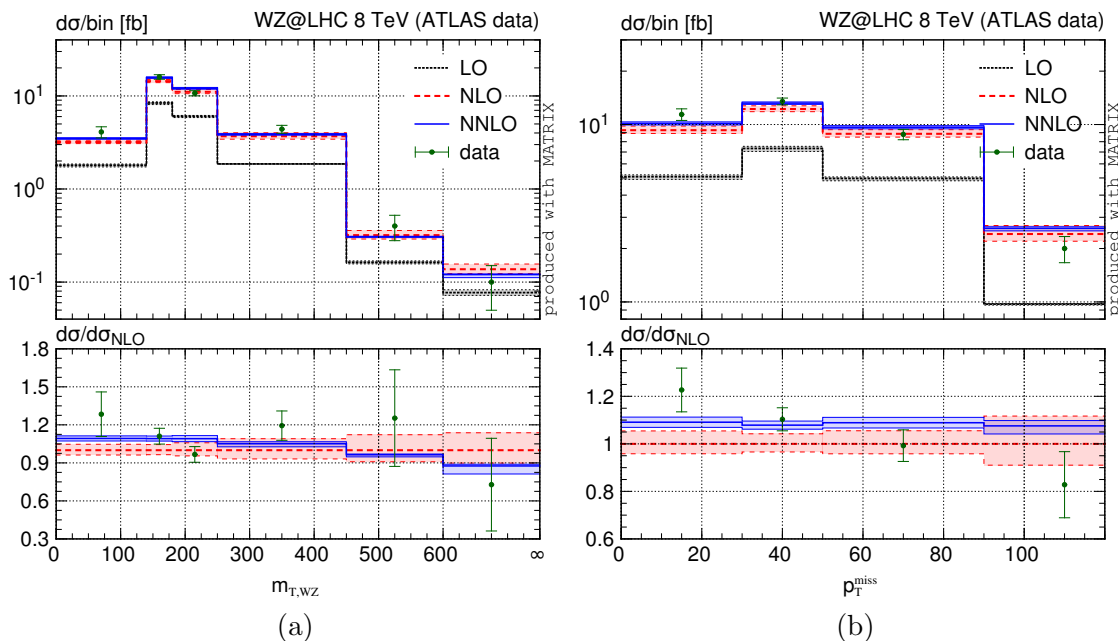 dσ/bin [fb] WZ@LHC 8 TeV (ATLAS data)
LO
NLO
NNLO
data
10¹
10⁰
10⁻¹
produced with MATRIX
dσ/dσNLO
1.8
1.5
1.2
0.9
0.6
0.3
0 100 200 300 400 500 600 ∞
mT,WZ
(a)
dσ/bin [fb] WZ@LHC 8 TeV (ATLAS data)
LO
NLO
NNLO
data
10¹
10⁰
produced with MATRIX
dσ/dσNLO
1.4
1.2
1
0.8
0.6
0 20 40 60 80 100
pTmiss
(b)